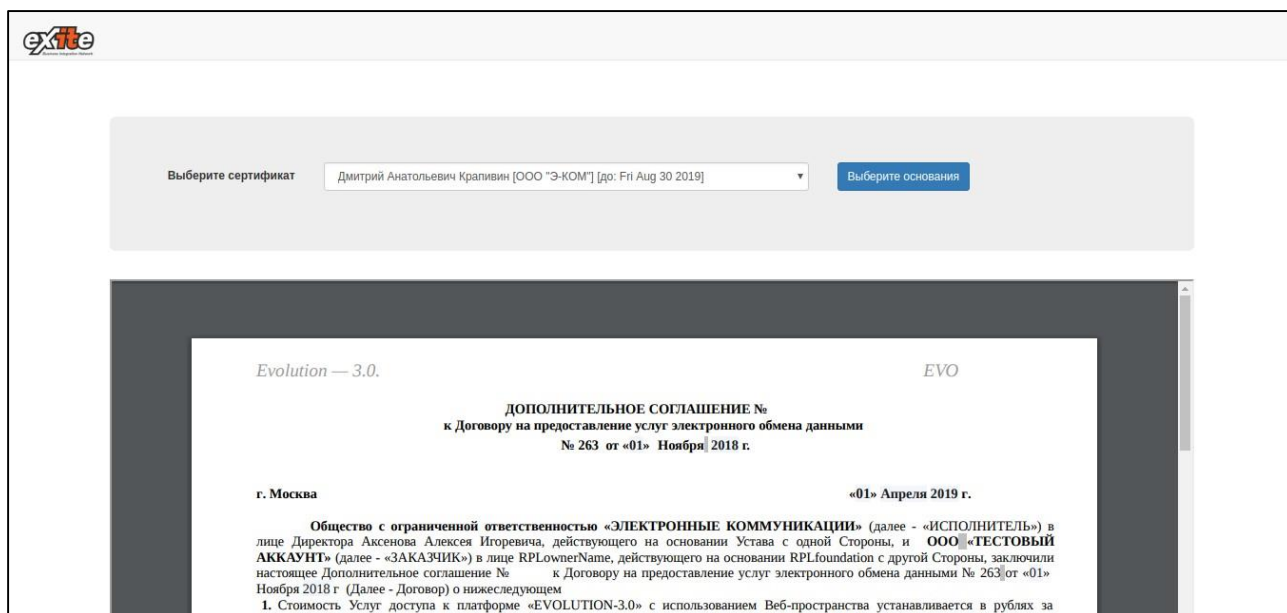 exite
Выберите сертификат
Дмитрий Анатольевич Крапивин [ООО "Э-КОМ"] [до: Fri Aug 30 2019]
Выберите основания
Evolution — 3.0. EVO
ДОПОЛНИТЕЛЬНОЕ СОГЛАШЕНИЕ №
к Договору на предоставление услуг электронного обмена данными
№ 263 от «01» Ноября 2018 г.
г. Москва «01» Апреля 2019 г.
Общество с ограниченной ответственностью «ЭЛЕКТРОННЫЕ КОММУНИКАЦИИ» (далее - «ИСПОЛНИТЕЛЬ») в
лице Директора Аксенова Алексея Игоревича, действующего на основании Устава с одной Стороны, и ООО «ТЕСТОВЫЙ
АККАУНТ» (далее - «ЗАКАЗЧИК») в лице RPLownerName, действующего на основании RPLfoundation с другой Стороны, заключили
настоящее Дополнительное соглашение № к Договору на предоставление услуг электронного обмена данными № 263 от «01»
Ноября 2018 г (Далее - Договор) о нижеследующем
1. Стоимость Услуг доступа к платформе «EVOLUTION-3.0» с использованием Веб-пространства устанавливается в рублях за